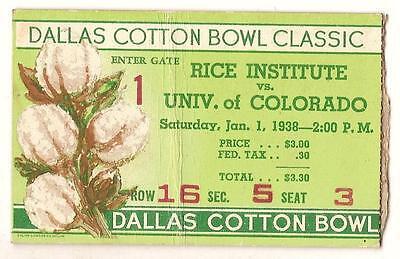 DALLAS COTTON BOWL CLASSIC
ENTER GATE
1
RICE INSTITUTE
vs.
UNIV. of COLORADO
Saturday, Jan. 1, 1938—2:00 P. M.
PRICE . . . $3.00
FED. TAX . . .30
TOTAL . . . $3.30
ROW 16 SEC. 5 SEAT 3
DALLAS COTTON BOWL